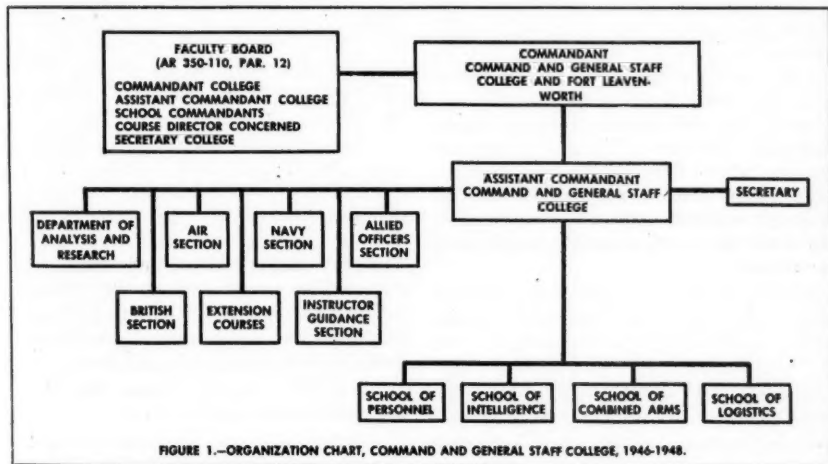 FACULTY BOARD
(AR 350-110, PAR. 12)
COMMANDANT COLLEGE
ASSISTANT COMMANDANT COLLEGE
SCHOOL COMMANDANTS
COURSE DIRECTOR CONCERNED
SECRETARY COLLEGE
COMMANDANT
COMMAND AND GENERAL STAFF
COLLEGE AND FORT LEAVEN-
WORTH
ASSISTANT COMMANDANT
COMMAND AND GENERAL STAFF
COLLEGE
SECRETARY
DEPARTMENT OF
ANALYSIS AND
RESEARCH
AIR
SECTION
NAVY
SECTION
ALLIED
OFFICERS
SECTION
BRITISH
SECTION
EXTENSION
COURSES
INSTRUCTOR
GUIDANCE
SECTION
SCHOOL OF
PERSONNEL
SCHOOL OF
INTELLIGENCE
SCHOOL OF
COMBINED ARMS
SCHOOL OF
LOGISTICS
FIGURE 1.—ORGANIZATION CHART, COMMAND AND GENERAL STAFF COLLEGE, 1946-1948.